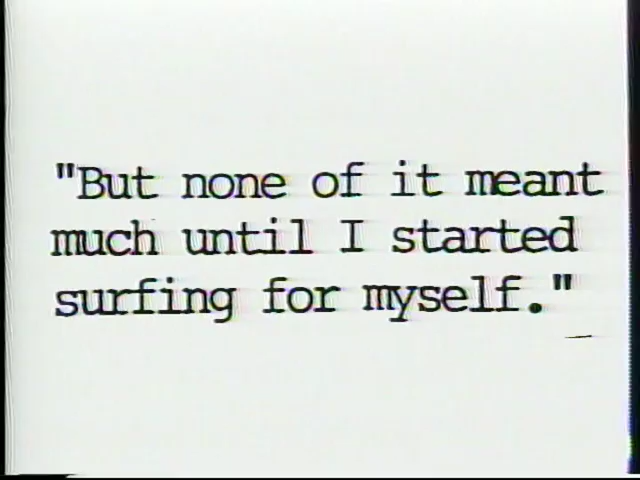 "But none of it meant
much until I started
surfing for myself."